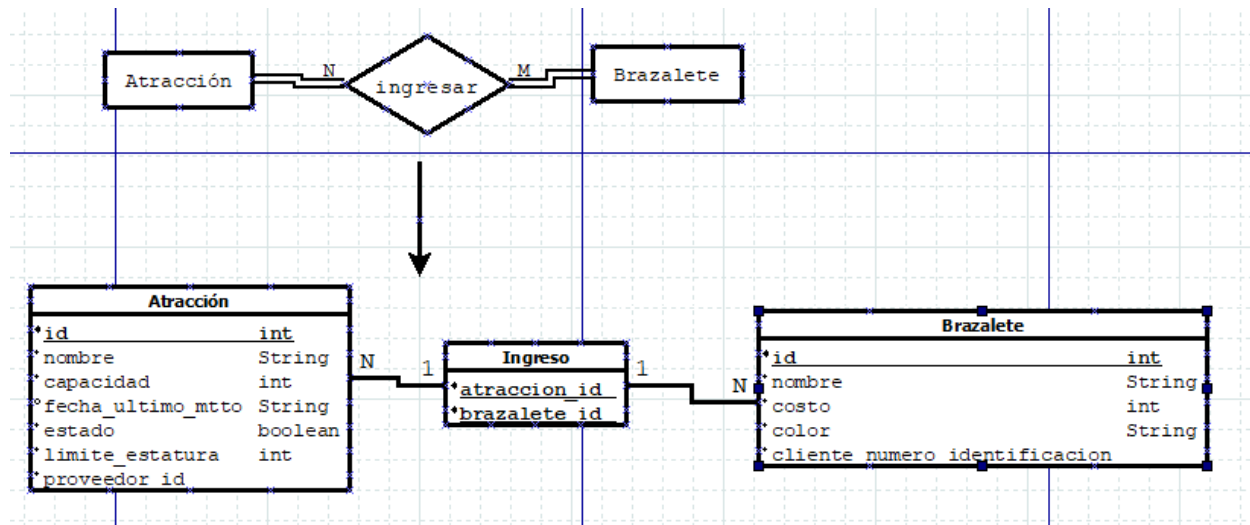 Atracción N ingresar M Brazalete
Atracción
id int
nombre String
capacidad int
fecha_ultimo_mtto String
estado boolean
limite_estatura int
proveedor_id
N 1
Ingreso
atraccion_id
brazalete_id
1 N
Brazalete
id int
nombre String
costo int
color String
cliente_numero_identificacion